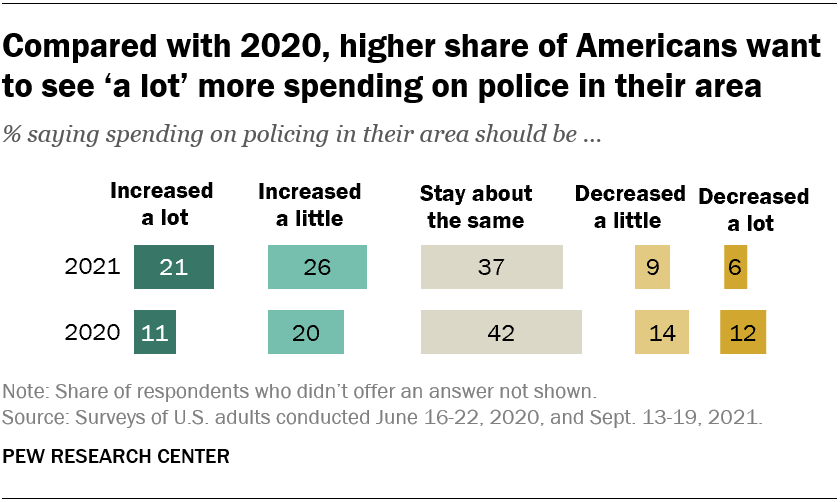 Compared with 2020, higher share of Americans want
to see ‘a lot’ more spending on police in their area
% saying spending on policing in their area should be ...
Increased
a lot
Increased
a little
Stay about
the same
Decreased
a little
Decreased
a lot
2021 21 26 37 9 6
2020 11 20 42 14 12
Note: Share of respondents who didn’t offer an answer not shown.
Source: Surveys of U.S. adults conducted June 16-22, 2020, and Sept. 13-19, 2021.
PEW RESEARCH CENTER